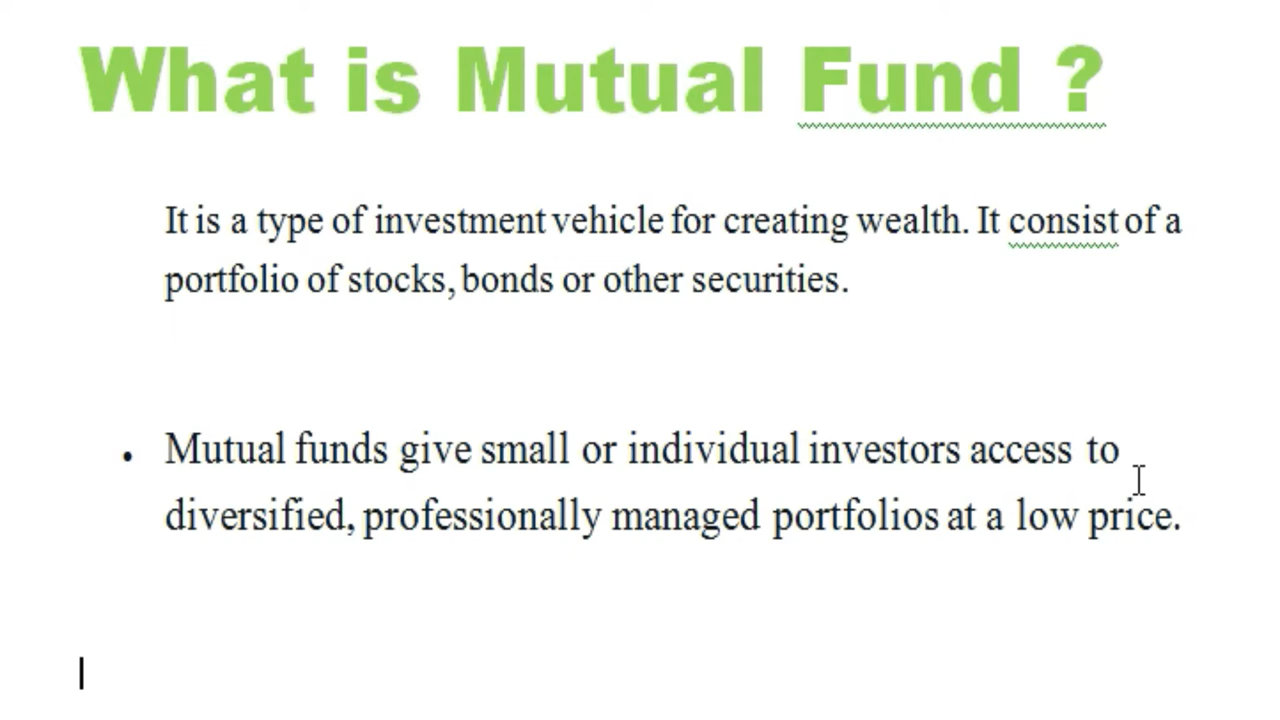 What is Mutual Fund ?
It is a type of investment vehicle for creating wealth. It consist of a
portfolio of stocks, bonds or other securities.
• Mutual funds give small or individual investors access to
diversified, professionally managed portfolios at a low price.